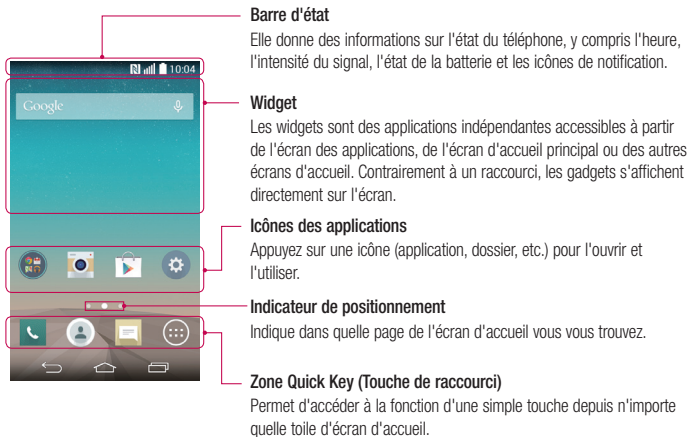 Barre d'état
Elle donne des informations sur l'état du téléphone, y compris l'heure,
l'intensité du signal, l'état de la batterie et les icônes de notification.
10:04
Google
Widget
Les widgets sont des applications indépendantes accessibles à partir
de l'écran des applications, de l'écran d'accueil principal ou des autres
écrans d'accueil. Contrairement à un raccourci, les gadgets s'affichent
directement sur l'écran.
Icônes des applications
Appuyez sur une icône (application, dossier, etc.) pour l'ouvrir et
l'utiliser.
Indicateur de positionnement
Indique dans quelle page de l'écran d'accueil vous vous trouvez.
Zone Quick Key (Touche de raccourci)
Permet d'accéder à la fonction d'une simple touche depuis n'importe
quelle toile d'écran d'accueil.